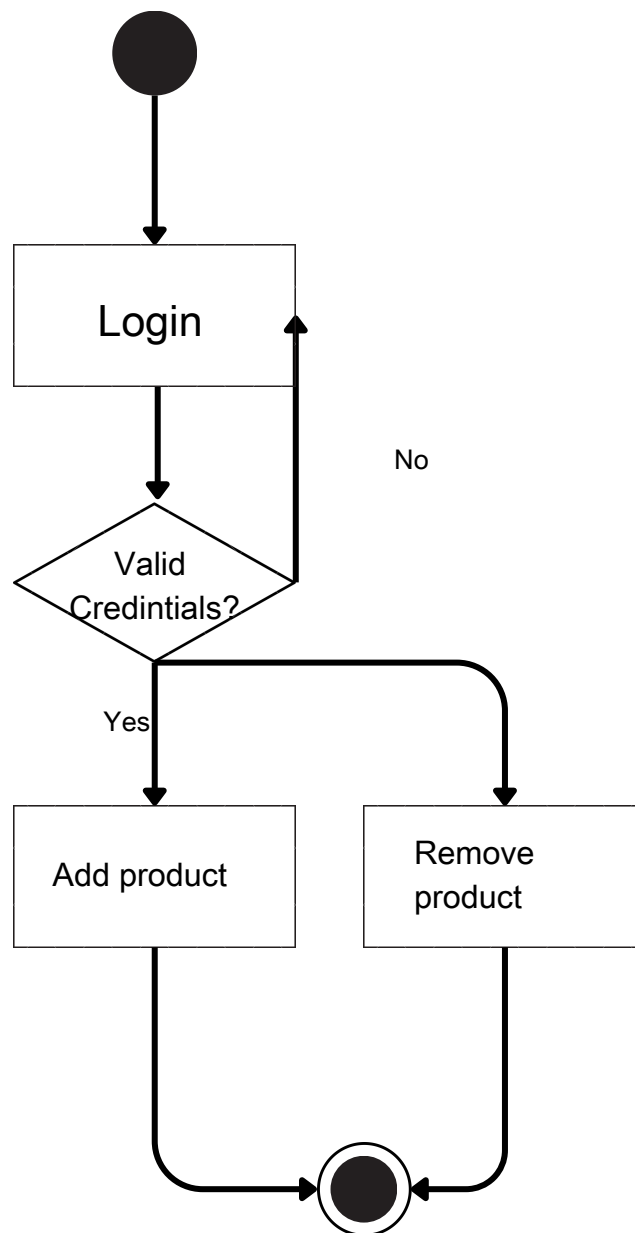 Login
No
Valid
Credintials?
Yes
Add product
Remove
product